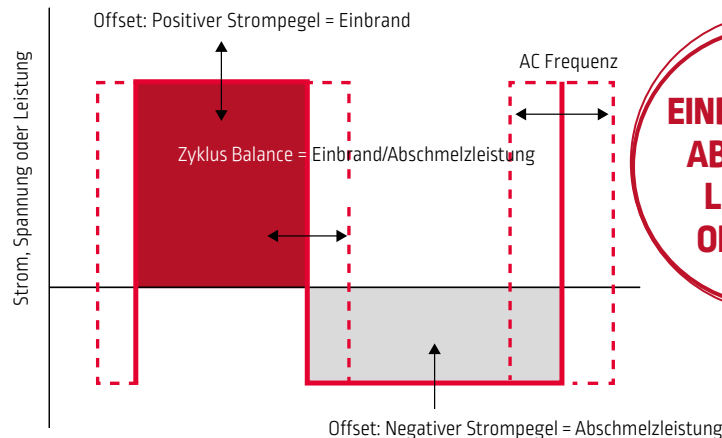 Offset: Positiver Strompegel = Einbrand
AC Frequenz
Strom, Spannung oder Leistung
Zyklus Balance = Einbrand/Abschmelzleistung
Offset: Negativer Strompegel = Abschmelzleistung